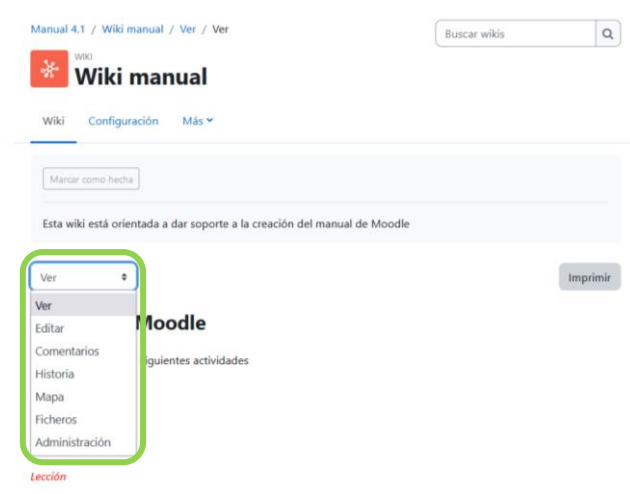 Manual 4.1 / Wiki manual / Ver / Ver
Buscar wikis
WIKI
Wiki manual
Wiki Configuración Más
Marcar como hecha
Esta wiki está orientada a dar soporte a la creación del manual de Moodle
Ver
Imprimir
Ver
Editar
Moodle
Comentarios
siguientes actividades
Historia
Mapa
Ficheros
Administración
Lección